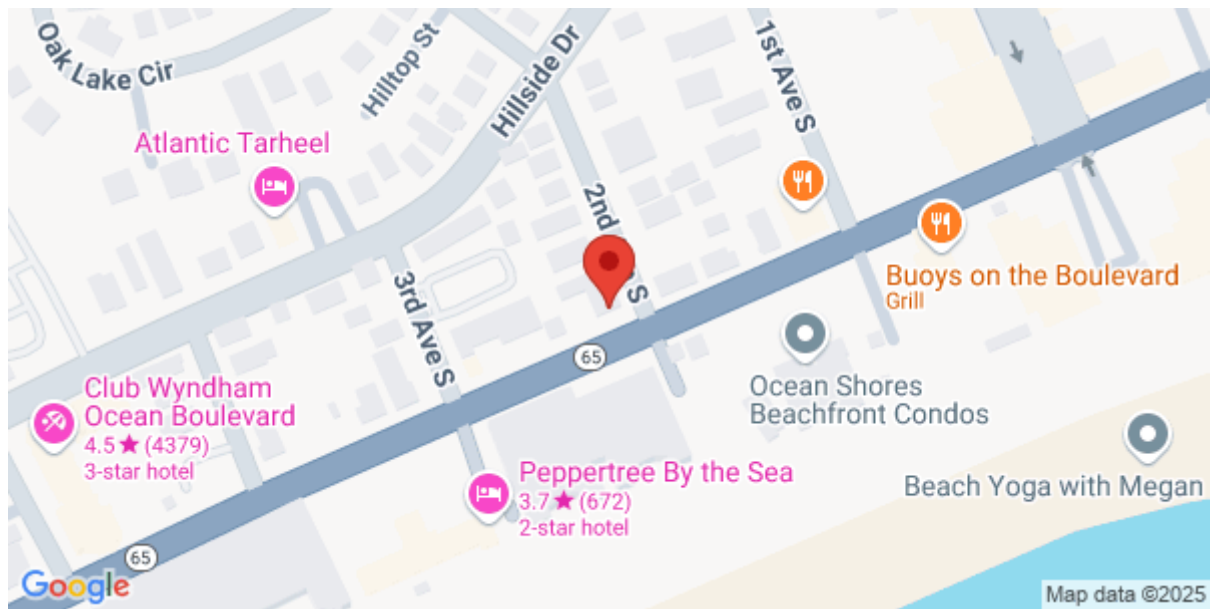 Oak Lake Cir
Hilltop St
Hillside Dr
1st Ave S
Atlantic Tarheel
2nd
S
Buoys on the Boulevard
Grill
3rd Ave S
65
Ocean Shores
Beachfront Condos
Club Wyndham
Ocean Boulevard
4.5★(4379)
3-star hotel
Peppertree By the Sea
3.7★(672)
2-star hotel
Beach Yoga with Megan
65
Google
Map data ©2025